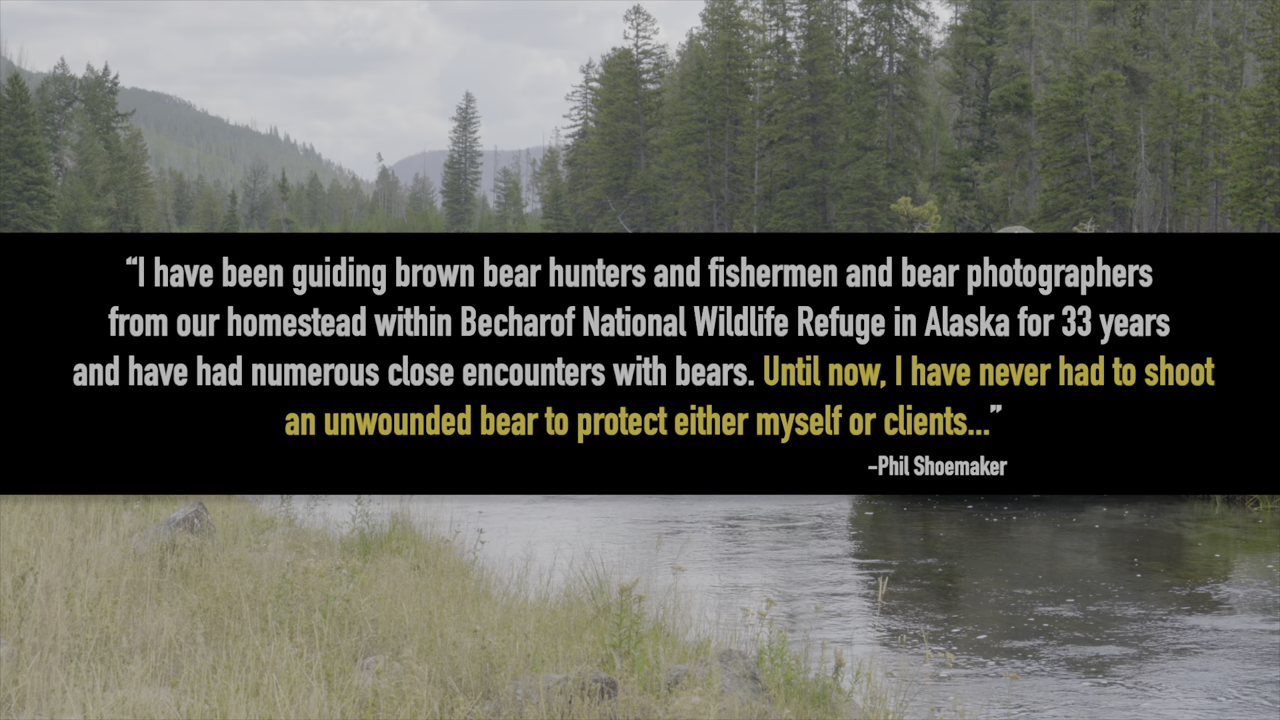 “I have been guiding brown bear hunters and fishermen and bear photographers
from our homestead within Becharof National Wildlife Refuge in Alaska for 33 years
and have had numerous close encounters with bears. Until now, I have never had to shoot
an unwounded bear to protect either myself or clients...”
-Phil Shoemaker